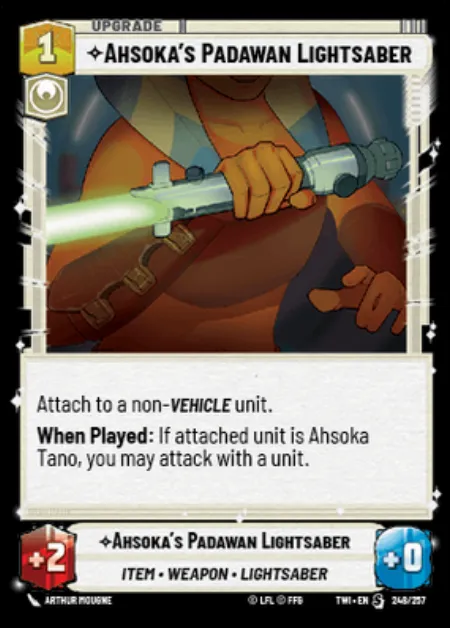 UPGRADE
1
✧AHSOKA'S PADAWAN LIGHTSABER
Attach to a non-VEHICLE unit.
When Played: If attached unit is Ahsoka
Tano, you may attack with a unit.
+2
✧AHSOKA'S PADAWAN LIGHTSABER
+0
ITEM • WEAPON • LIGHTSABER
ARTHUR MOUGNE
© LFL © FFG
TWI • EN
248/257